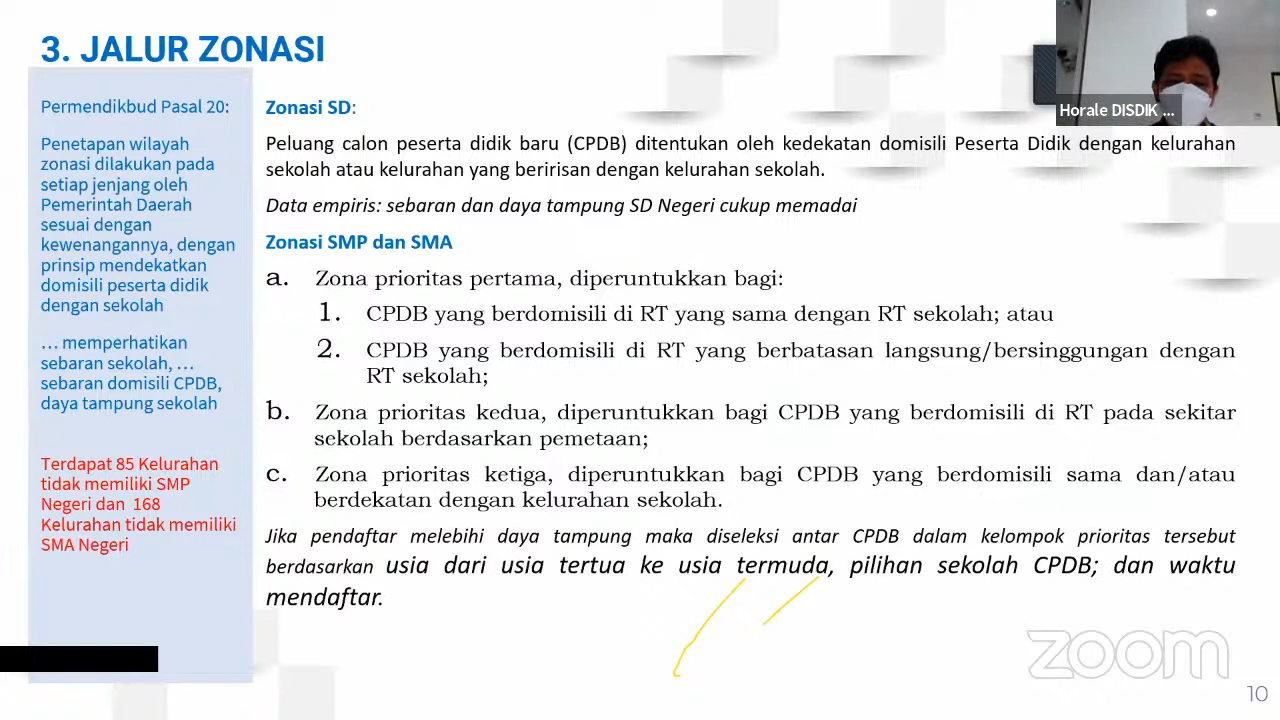 3. JALUR ZONASI
Horale DISDIK ...
Permendikbud Pasal 20:
Penetapan wilayah
zonasi dilakukan pada
setiap jenjang oleh
Pemerintah Daerah
sesuai dengan
kewenangannya, dengan
prinsip mendekatkan
domisili peserta didik
dengan sekolah
... memperhatikan
sebaran sekolah, ...
sebaran domisili CPDB,
daya tampung sekolah
Terdapat 85 Kelurahan
tidak memiliki SMP
Negeri dan 168
Kelurahan tidak memiliki
SMA Negeri
Zonasi SD:
Peluang calon peserta didik baru (CPDB) ditentukan oleh kedekatan domisili Peserta Didik dengan kelurahan
sekolah atau kelurahan yang beririsan dengan kelurahan sekolah.
Data empiris: sebaran dan daya tampung SD Negeri cukup memadai
Zonasi SMP dan SMA
a. Zona prioritas pertama, diperuntukkan bagi:
1. CPDB yang berdomisili di RT yang sama dengan RT sekolah; atau
2. CPDB yang berdomisili di RT yang berbatasan langsung/bersinggungan dengan
RT sekolah;
b. Zona prioritas kedua, diperuntukkan bagi CPDB yang berdomisili di RT pada sekitar
sekolah berdasarkan pemetaan;
c. Zona prioritas ketiga, diperuntukkan bagi CPDB yang berdomisili sama dan/atau
berdekatan dengan kelurahan sekolah.
Jika pendaftar melebihi daya tampung maka diseleksi antar CPDB dalam kelompok prioritas tersebut
berdasarkan usia dari usia tertua ke usia termuda, pilihan sekolah CPDB; dan waktu
mendaftar.
zoom
10